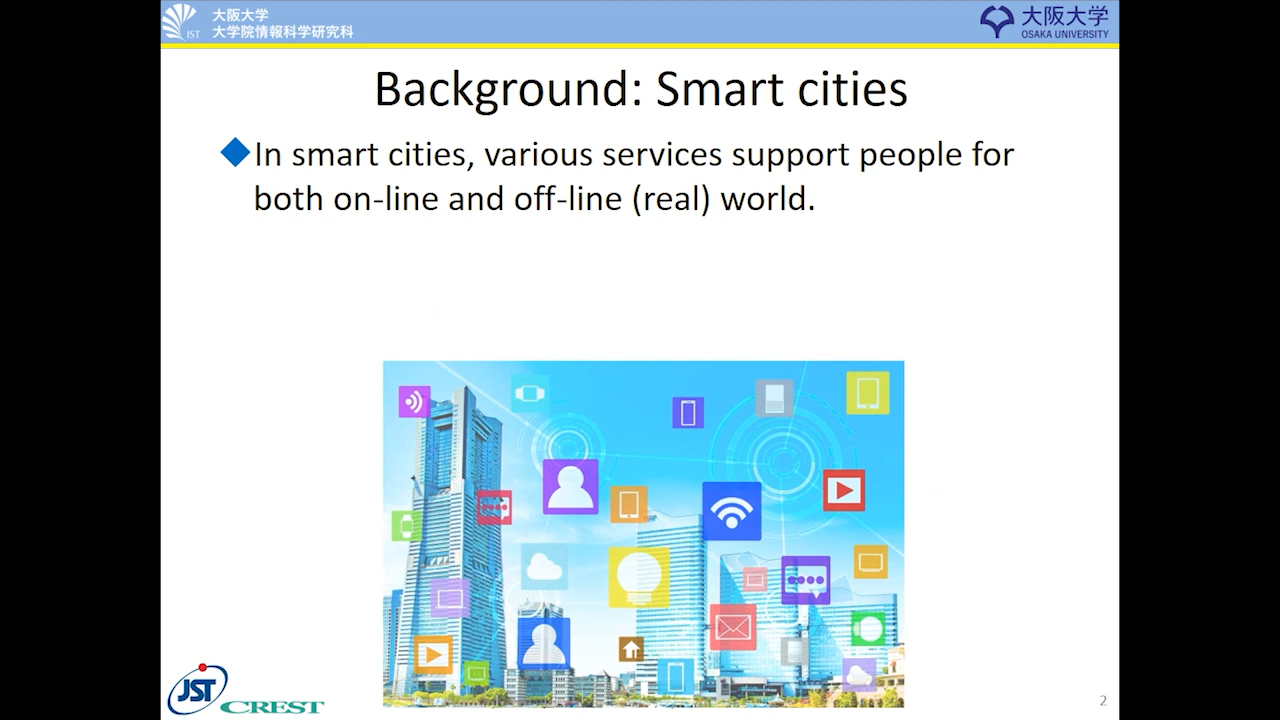 大阪大学
大学院情報科学研究科
IST
大阪大学
OSAKA UNIVERSITY
Background: Smart cities
In smart cities, various services support people for
both on-line and off-line (real) world.
JST
CREST
2